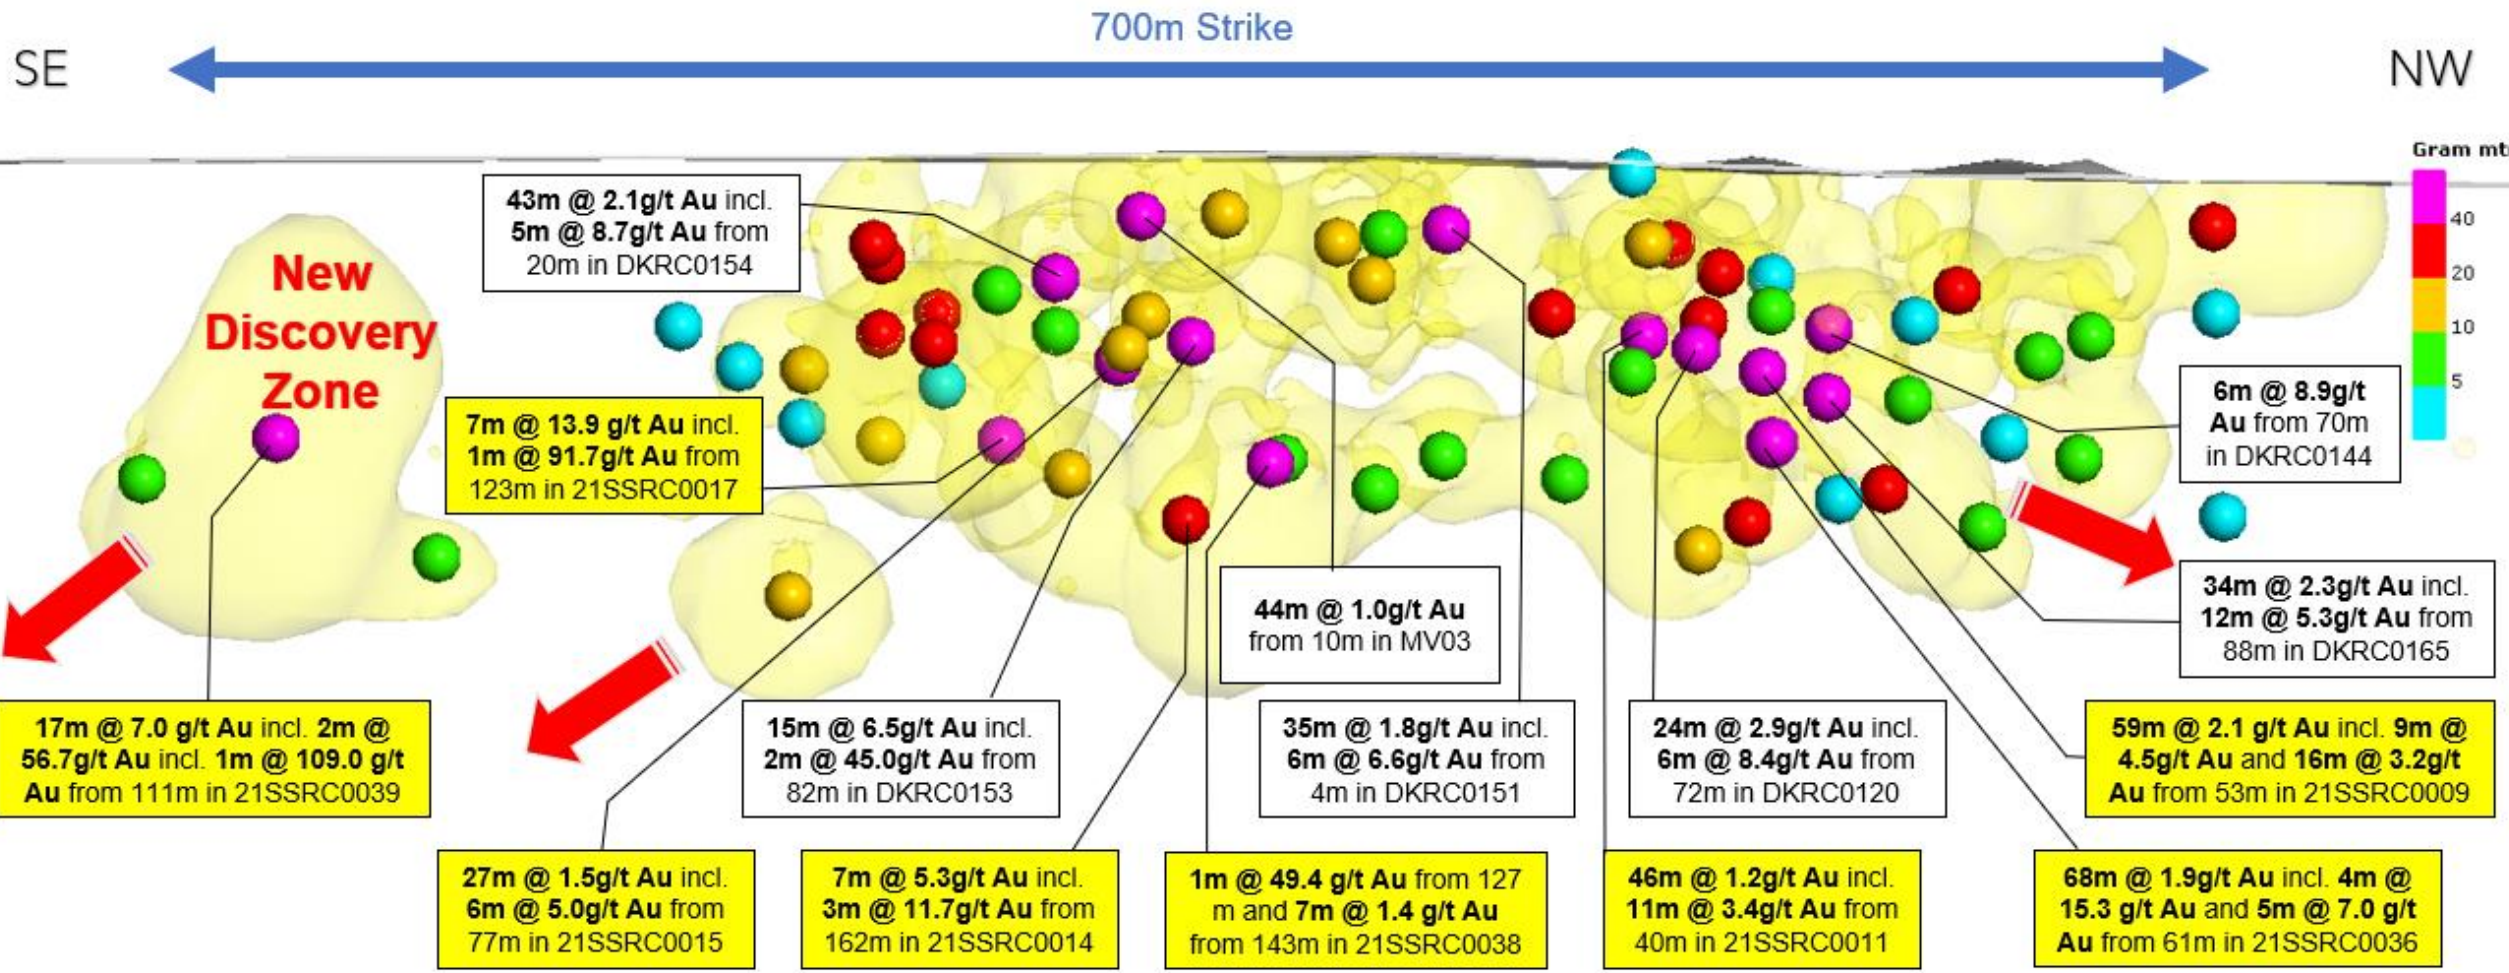 700m Strike
SE
NW
Gram mt
40
20
10
5
New
Discovery
Zone
43m @ 2.1g/t Au incl.
5m @ 8.7g/t Au from
20m in DKRC0154
7m @ 13.9 g/t Au incl.
1m @ 91.7g/t Au from
123m in 21SSRC0017
6m @ 8.9g/t
Au from 70m
in DKRC0144
44m @ 1.0g/t Au
from 10m in MV03
34m @ 2.3g/t Au incl.
12m @ 5.3g/t Au from
88m in DKRC0165
17m @ 7.0 g/t Au incl. 2m @
56.7g/t Au incl. 1m @ 109.0 g/t
Au from 111m in 21SSRC0039
15m @ 6.5g/t Au incl.
2m @ 45.0g/t Au from
82m in DKRC0153
35m @ 1.8g/t Au incl.
6m @ 6.6g/t Au from
4m in DKRC0151
24m @ 2.9g/t Au incl.
6m @ 8.4g/t Au from
72m in DKRC0120
59m @ 2.1 g/t Au incl. 9m @
4.5g/t Au and 16m @ 3.2g/t
Au from 53m in 21SSRC0009
27m @ 1.5g/t Au incl.
6m @ 5.0g/t Au from
77m in 21SSRC0015
7m @ 5.3g/t Au incl.
3m @ 11.7g/t Au from
162m in 21SSRC0014
1m @ 49.4 g/t Au from 127
m and 7m @ 1.4 g/t Au
from 143m in 21SSRC0038
46m @ 1.2g/t Au incl.
11m @ 3.4g/t Au from
40m in 21SSRC0011
68m @ 1.9g/t Au incl. 4m @
15.3 g/t Au and 5m @ 7.0 g/t
Au from 61m in 21SSRC0036